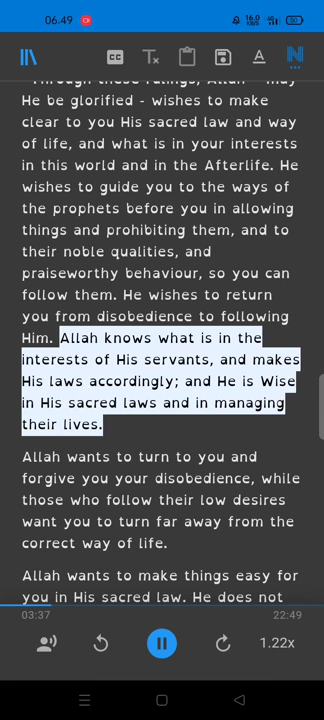 06.49
16.0 KB/S
4G
50
CC
Tx
A
N
Through these rulings, Allah - may
He be glorified - wishes to make
clear to you His sacred law and way
of life, and what is in your interests
in this world and in the Afterlife. He
wishes to guide you to the ways of
the prophets before you in allowing
things and prohibiting them, and to
their noble qualities, and
praiseworthy behaviour, so you can
follow them. He wishes to return
you from disobedience to following
Him. Allah knows what is in the
interests of His servants, and makes
His laws accordingly; and He is Wise
in His sacred laws and in managing
their lives.
Allah wants to turn to you and
forgive you your disobedience, while
those who follow their low desires
want you to turn far away from the
correct way of life.
Allah wants to make things easy for
you in His sacred law. He does not
03:37
22:49
1.22x